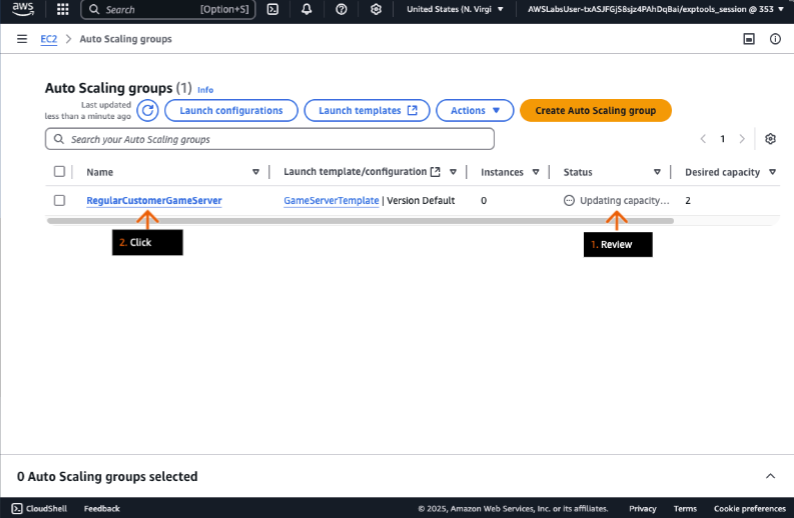 aws Search [Option+S] United States (N. Virgi AWSLabsUser-txASJFGjS8sjz4PAhDqBai/exptools_session @ 353
EC2 Auto Scaling groups
Auto Scaling groups (1) Info
Last updated
less than a minute ago
Launch configurations Launch templates Actions Create Auto Scaling group
Search your Auto Scaling groups 1
Name Launch template/configuration Instances Status Desired capacity
RegularCustomerGameServer GameServerTemplate | Version Default 0 Updating capacity... 2
2. Click 1. Review
0 Auto Scaling groups selected
CloudShell Feedback © 2025, Amazon Web Services, Inc. or its affiliates. Privacy Terms Cookie preferences